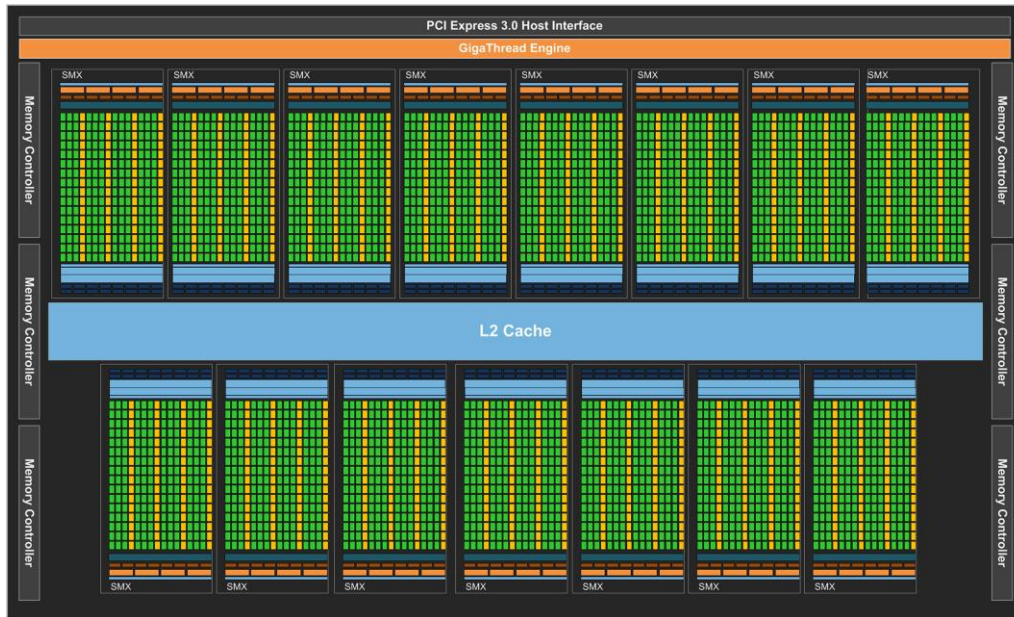 PCI Express 3.0 Host Interface
GigaThread Engine
SMX
SMX
SMX
SMX
SMX
SMX
SMX
SMX
Memory Controller
Memory Controller
Memory Controller
Memory Controller
Memory Controller
Memory Controller
L2 Cache
SMX
SMX
SMX
SMX
SMX
SMX
SMX